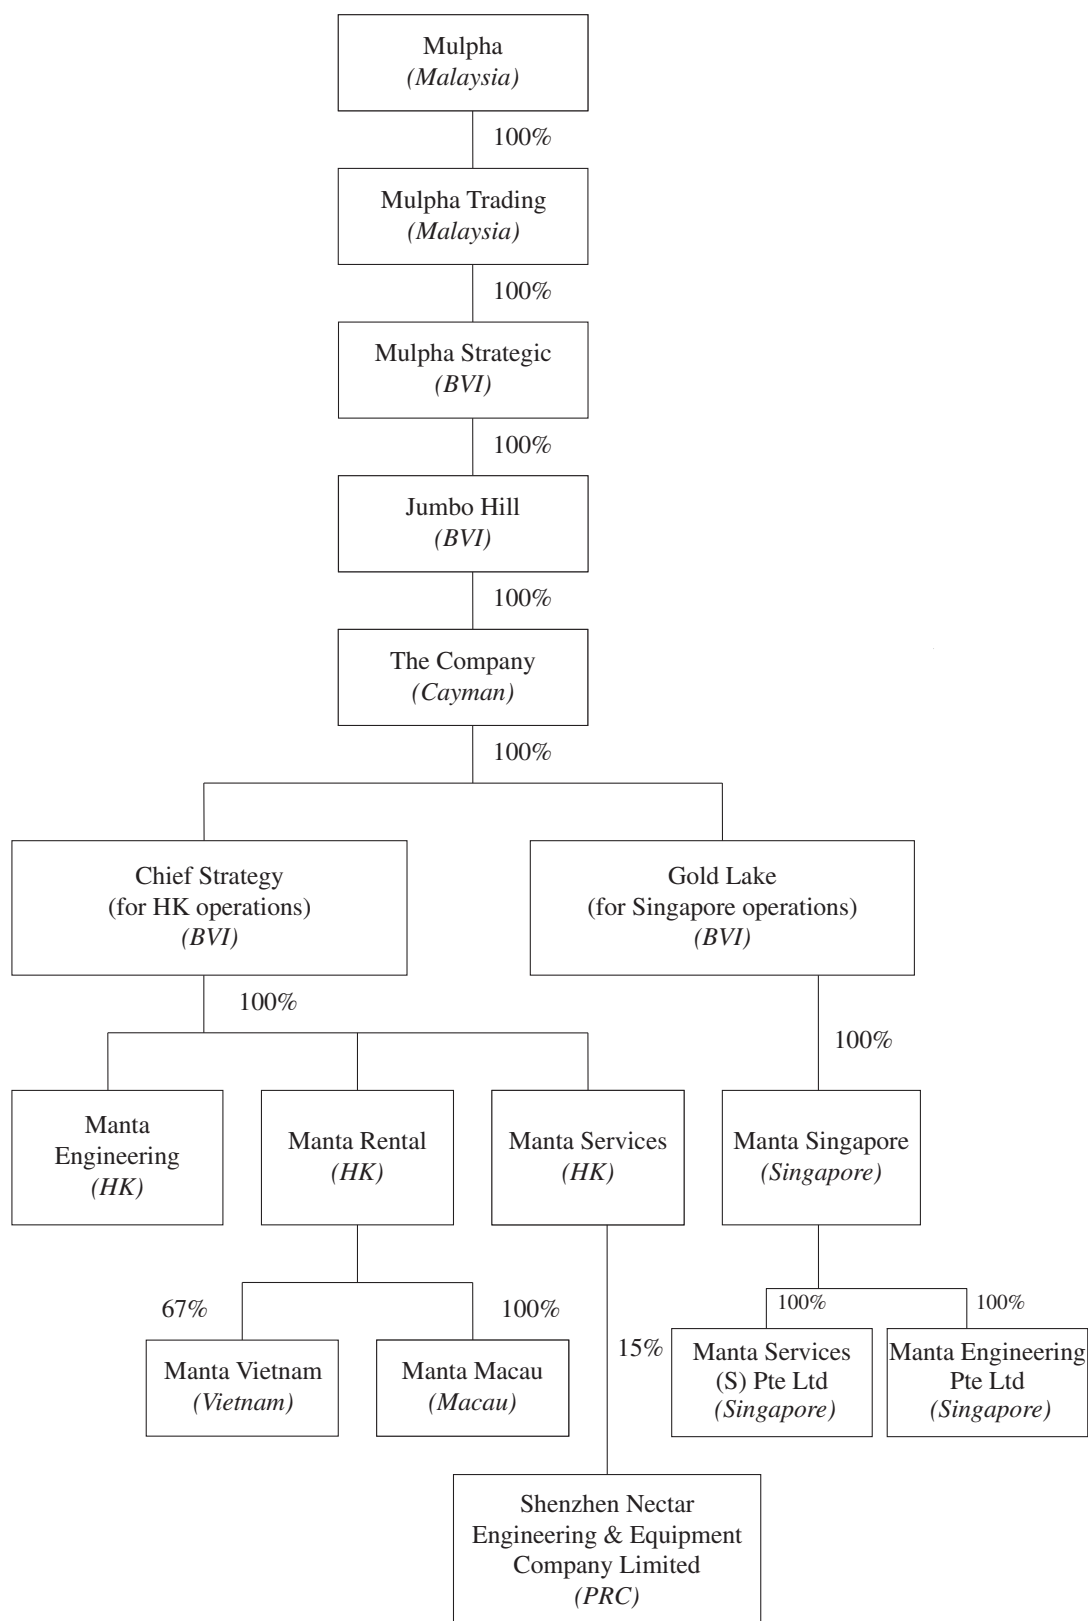 Mulpha
(Malaysia)
100%
Mulpha Trading
(Malaysia)
100%
Mulpha Strategic
(BVI)
100%
Jumbo Hill
(BVI)
100%
The Company
(Cayman)
100%
Chief Strategy
(for HK operations)
(BVI)
Gold Lake
(for Singapore operations)
(BVI)
100%
100%
Manta
Engineering
(HK)
Manta Rental
(HK)
Manta Services
(HK)
Manta Singapore
(Singapore)
67%
100%
15%
100%
100%
Manta Vietnam
(Vietnam)
Manta Macau
(Macau)
Manta Services
(S) Pte Ltd
(Singapore)
Manta Engineering
Pte Ltd
(Singapore)
Shenzhen Nectar
Engineering & Equipment
Company Limited
(PRC)